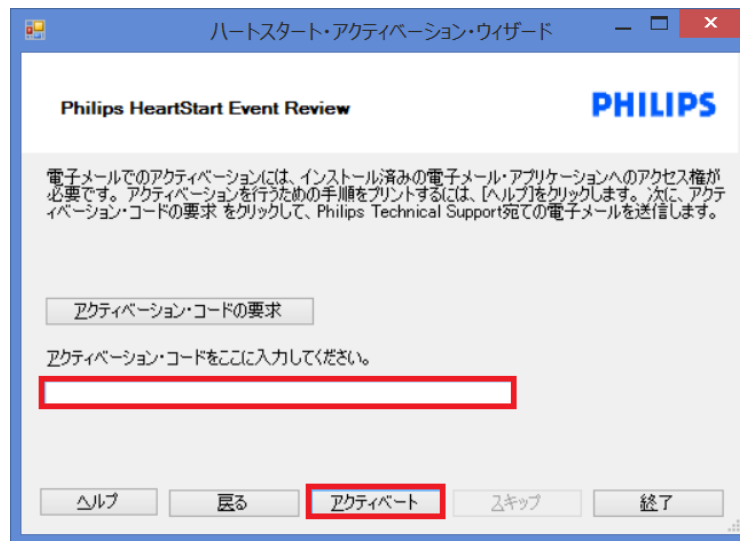 ハートスタート・アクティベーション・ウィザード
Philips HeartStart Event Review
PHILIPS
電子メールでのアクティベーションには、インストール済みの電子メール・アプリケーションへのアクセス権が
必要です。アクティベーションを行うための手順をプリントするには、[ヘルプ]をクリックします。次に、アクテ
ィベーション・コードの要求 をクリックして、Philips Technical Support宛ての電子メールを送信します。
アクティベーション・コードの要求
アクティベーション・コードをここに入力してください。
ヘルプ 戻る アクティベート スキップ 終了